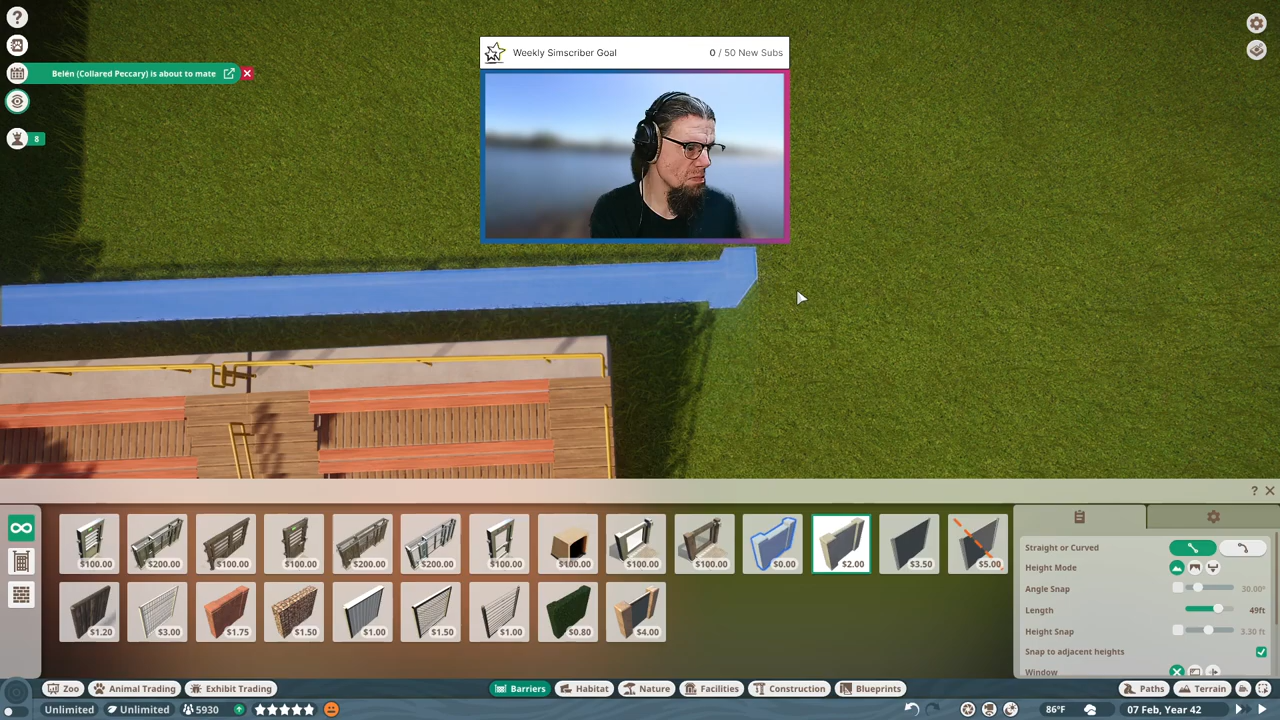 ?
Weekly Simscriber Goal 0 / 50 New Subs
Belén (Collared Peccary) is about to mate
8
?
$100.00 $200.00 $100.00 $100.00 $200.00 $200.00 $100.00 $100.00 $100.00 $100.00 $0.00 $2.00 $3.50 $5.00
$1.20 $3.00 $1.75 $1.50 $1.00 $1.50 $1.00 $0.80 $4.00
Straight or Curved
Height Mode
Angle Snap 30.00°
Length 49ft
Height Snap 3.30 ft
Snap to adjacent heights
Window
Zoo Animal Trading Exhibit Trading Barriers Habitat Nature Facilities Construction Blueprints Paths Terrain
Unlimited Unlimited 5930 86°F 07 Feb, Year 42